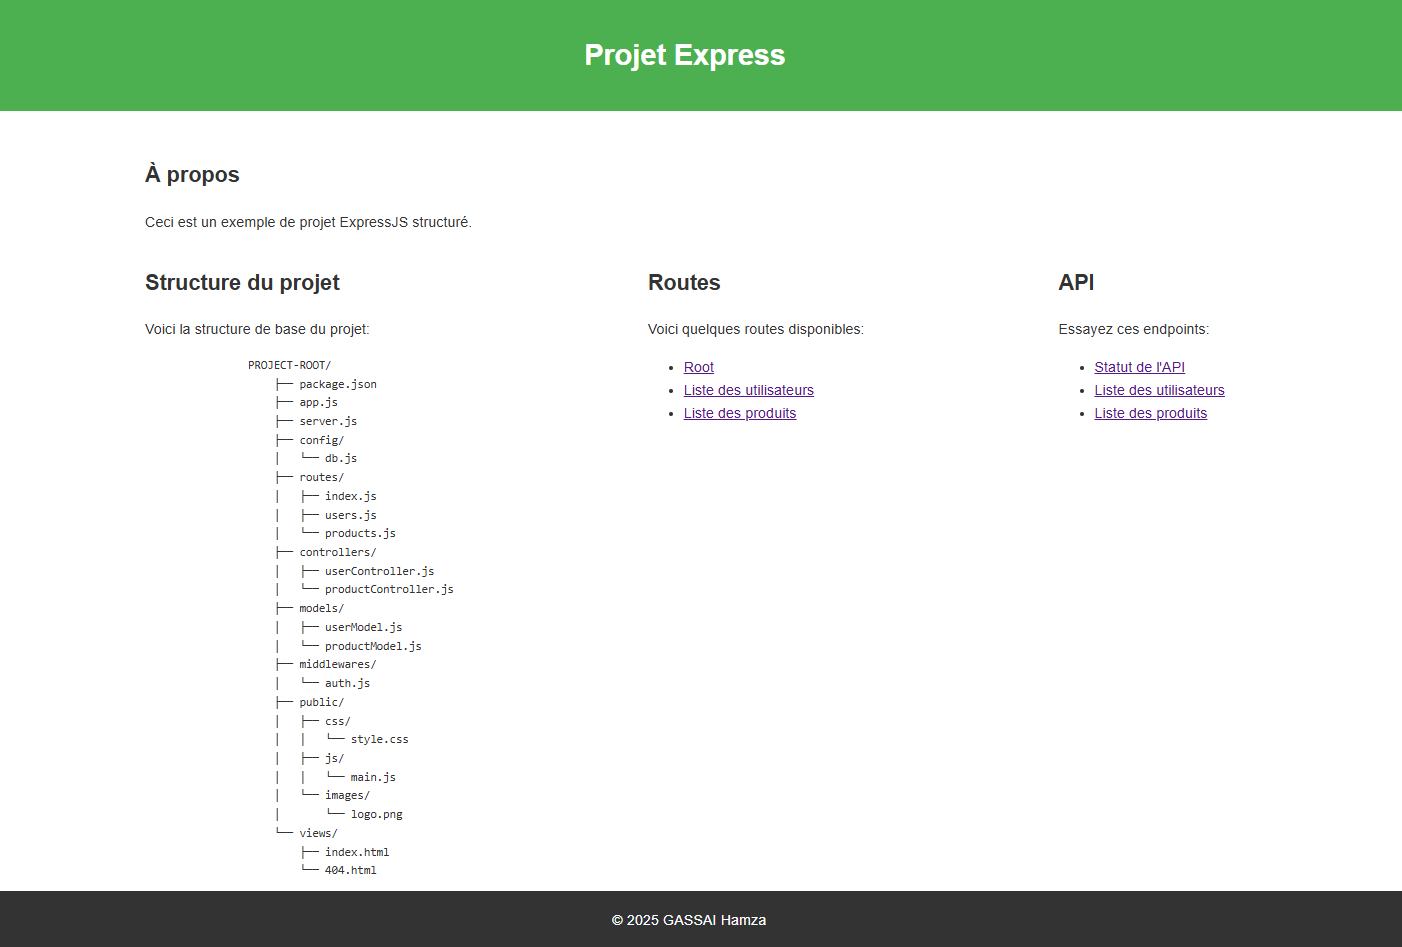 Projet Express
À propos
Ceci est un exemple de projet ExpressJS structuré.
Structure du projet
Voici la structure de base du projet:
PROJECT-ROOT/
├── package.json
├── app.js
├── server.js
├── config/
│   └── db.js
├── routes/
│   ├── index.js
│   ├── users.js
│   └── products.js
├── controllers/
│   ├── userController.js
│   └── productController.js
├── models/
│   ├── userModel.js
│   └── productModel.js
├── middlewares/
│   └── auth.js
├── public/
│   ├── css/
│   │   └── style.css
│   ├── js/
│   │   └── main.js
│   └── images/
│       └── logo.png
└── views/
    ├── index.html
    └── 404.html
Routes
Voici quelques routes disponibles:
• Root
• Liste des utilisateurs
• Liste des produits
API
Essayez ces endpoints:
• Statut de l'API
• Liste des utilisateurs
• Liste des produits
© 2025 GASSAI Hamza